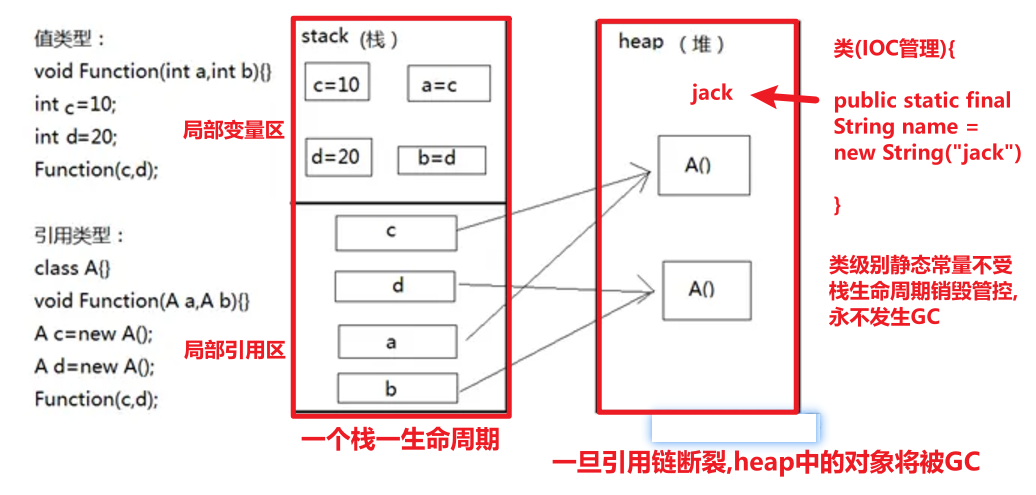 值类型：
void Function(int a,int b){}
int c=10;
int d=20;
Function(c,d);
引用类型：
class A{}
void Function(A a,A b){}
A c=new A();
A d=new A();
Function(c,d);
局部变量区
局部引用区
stack (栈)
c=10
a=c
d=20
b=d
c
d
a
b
一个栈一生命周期
heap (堆)
jack
A()
A()
一旦引用链断裂,heap中的对象将被GC
类(IOC管理){
public static final
String name =
new String("jack")
}
类级别静态常量不受
栈生命周期销毁管控,
永不发生GC